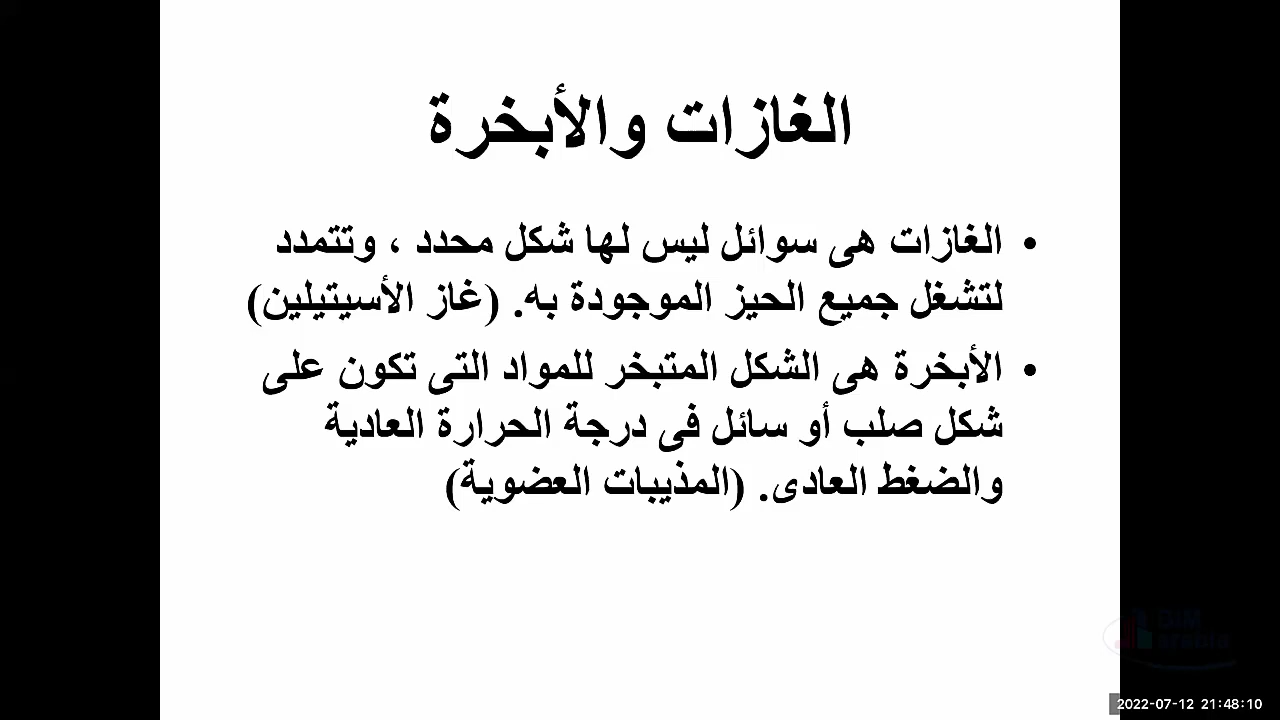 الغازات والأبخرة
• الغازات هى سوائل ليس لها شكل محدد ، وتتمدد
لتشغل جميع الحيز الموجودة به. (غاز الأسيتيلين)
• الأبخرة هى الشكل المتبخر للمواد التى تكون على
شكل صلب أو سائل فى درجة الحرارة العادية
والضغط العادى. (المذيبات العضوية)
BIM
arabia
2022-07-12 21:48:10